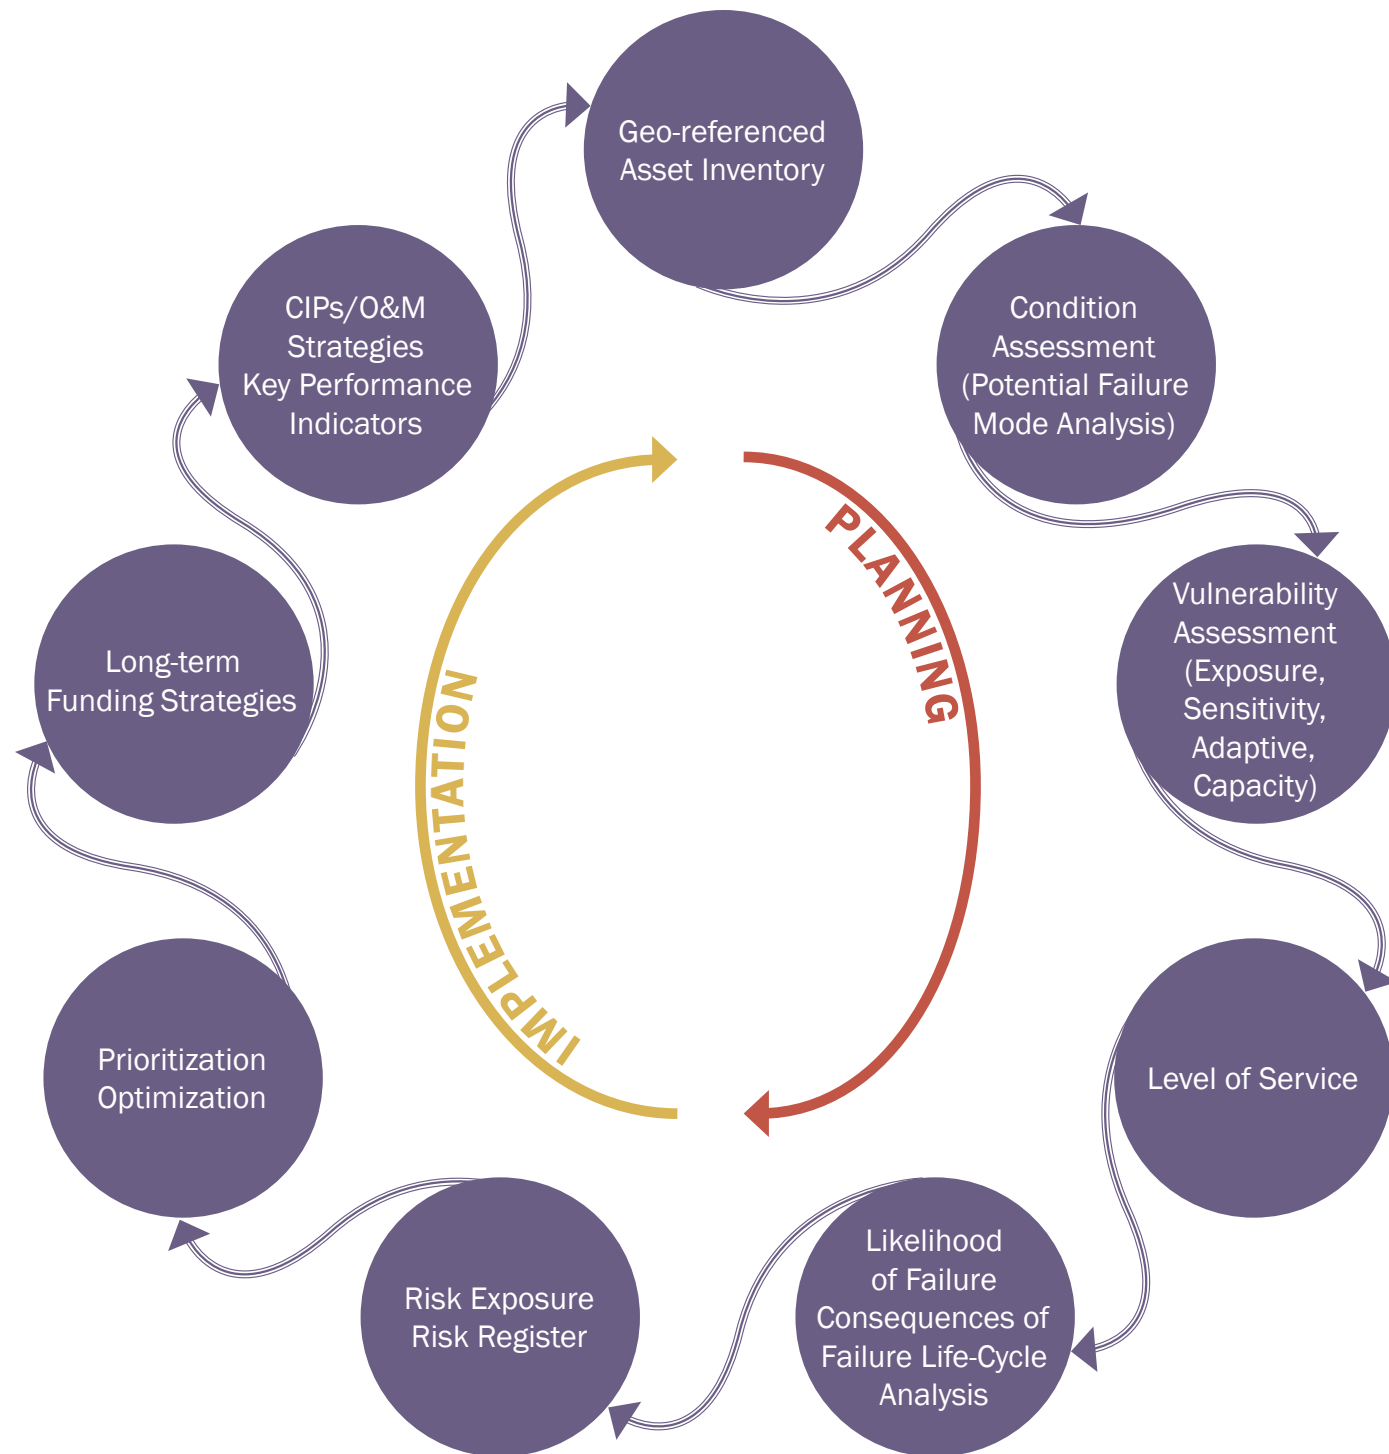 Geo-referenced
Asset Inventory
Condition
Assessment
(Potential Failure
Mode Analysis)
Vulnerability
Assessment
(Exposure,
Sensitivity,
Adaptive,
Capacity)
Level of Service
Likelihood
of Failure
Consequences of
Failure Life-Cycle
Analysis
Risk Exposure
Risk Register
Prioritization
Optimization
Long-term
Funding Strategies
CIPs/O&M
Strategies
Key Performance
Indicators
PLANNING
IMPLEMENTATION